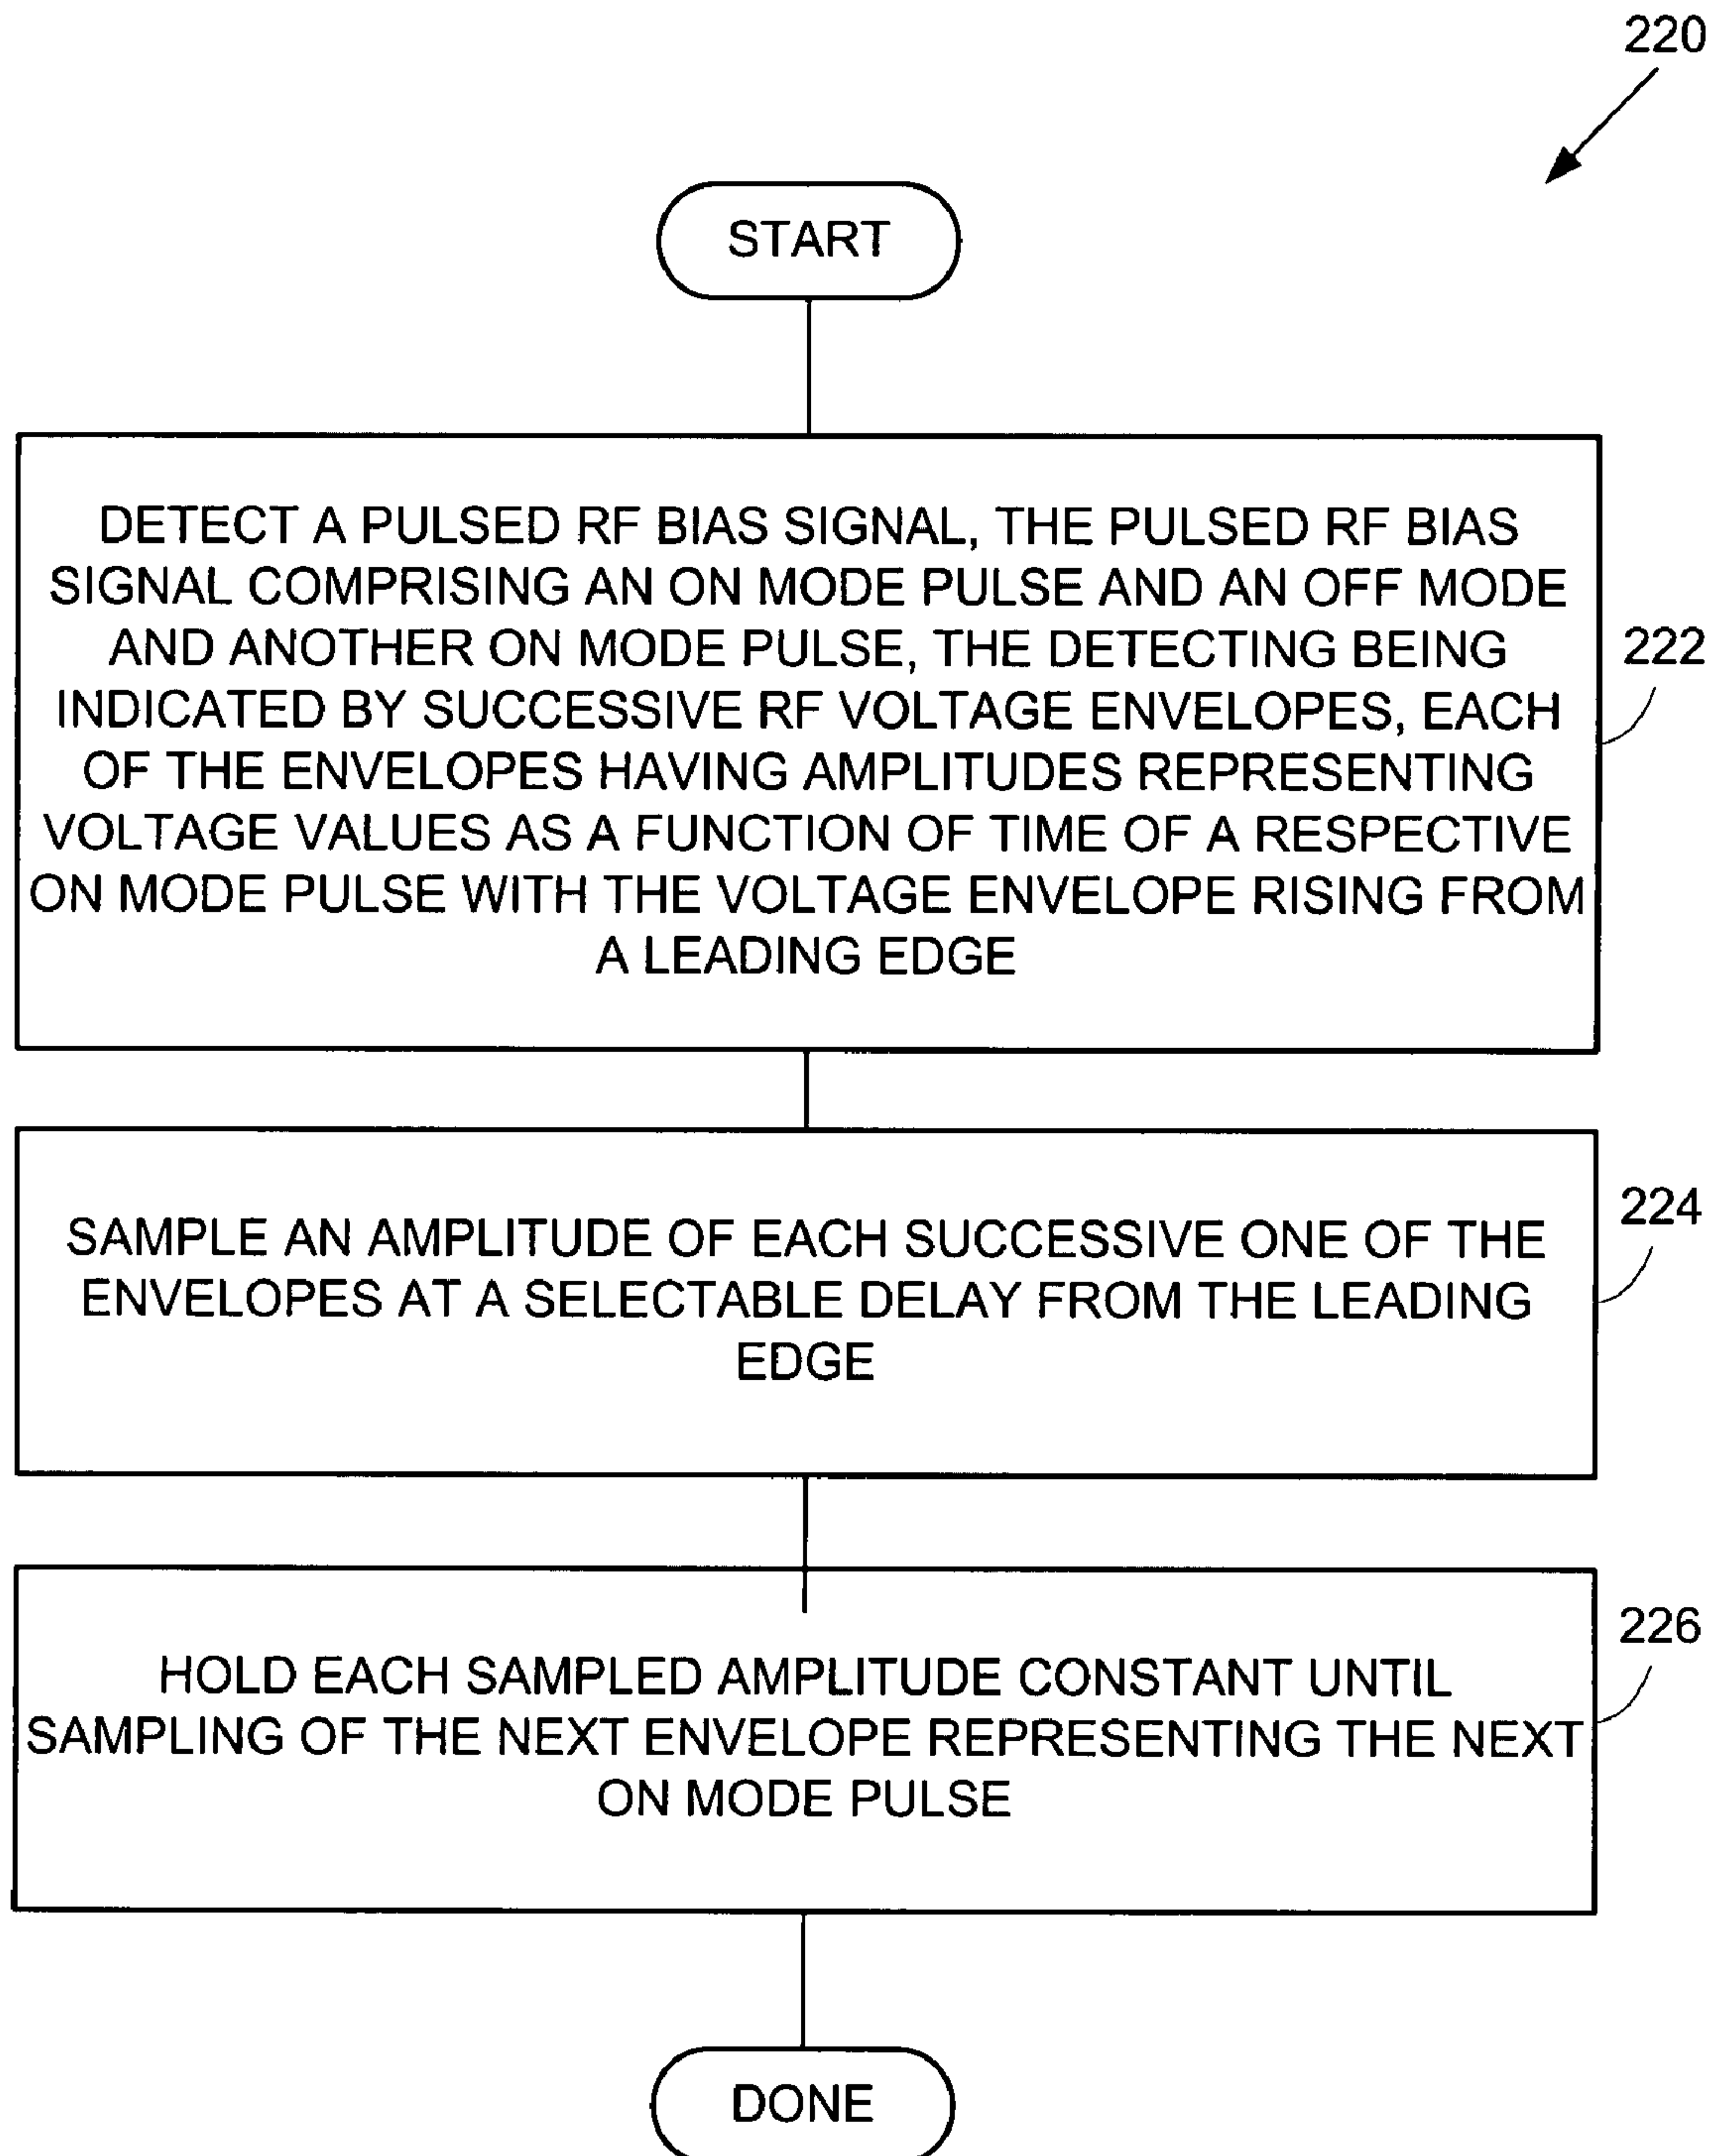 220
START
DETECT A PULSED RF BIAS SIGNAL, THE PULSED RF BIAS
SIGNAL COMPRISING AN ON MODE PULSE AND AN OFF MODE
AND ANOTHER ON MODE PULSE, THE DETECTING BEING
INDICATED BY SUCCESSIVE RF VOLTAGE ENVELOPES, EACH
OF THE ENVELOPES HAVING AMPLITUDES REPRESENTING
VOLTAGE VALUES AS A FUNCTION OF TIME OF A RESPECTIVE
ON MODE PULSE WITH THE VOLTAGE ENVELOPE RISING FROM
A LEADING EDGE
222
SAMPLE AN AMPLITUDE OF EACH SUCCESSIVE ONE OF THE
ENVELOPES AT A SELECTABLE DELAY FROM THE LEADING
EDGE
224
HOLD EACH SAMPLED AMPLITUDE CONSTANT UNTIL
SAMPLING OF THE NEXT ENVELOPE REPRESENTING THE NEXT
ON MODE PULSE
226
DONE